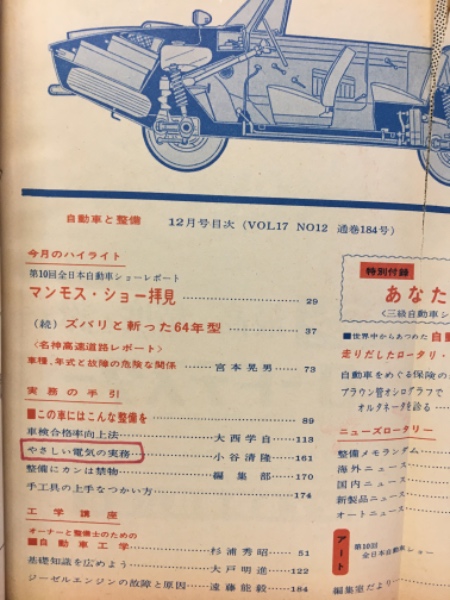 自動車と整備 12月号目次 (VOL17 NO12 通巻184号)
今月のハイライト
第10回全日本自動車ショーレポート
マンモス・ショー拝見 29
(続) ズバリと斬った64年型 37
〈名神高速道路レポート〉
車種、年式と故障の危険な関係 宮本晃男 73
実務の手引
■この車にはこんな整備を 89
車検合格率向上法 大西学自 113
やさしい電気の実務 小谷清隆 161
整備にカンは禁物 編集部 170
手工具の上手なつかい方 174
工学講座
オーナーと整備士のための
■自動車工学 杉浦秀昭 51
基礎知識を広めよう 大戸明進 122
ジーゼルエンジンの故障と原因 遠藤能毅 184
特別付録
あなた
〈三級自動車シ
■世界中からあつめた 自動
走りだしたロータリ・
自動車をめぐる保険の
ブラウン管オシログラフで
オルタネータを診る
ニューズロータリー
整備メモランダム
海外ニュース
国内ニュース
新製品ニュース
オートニュース
アート
第10回
全日本自動車ショー
編集室だより